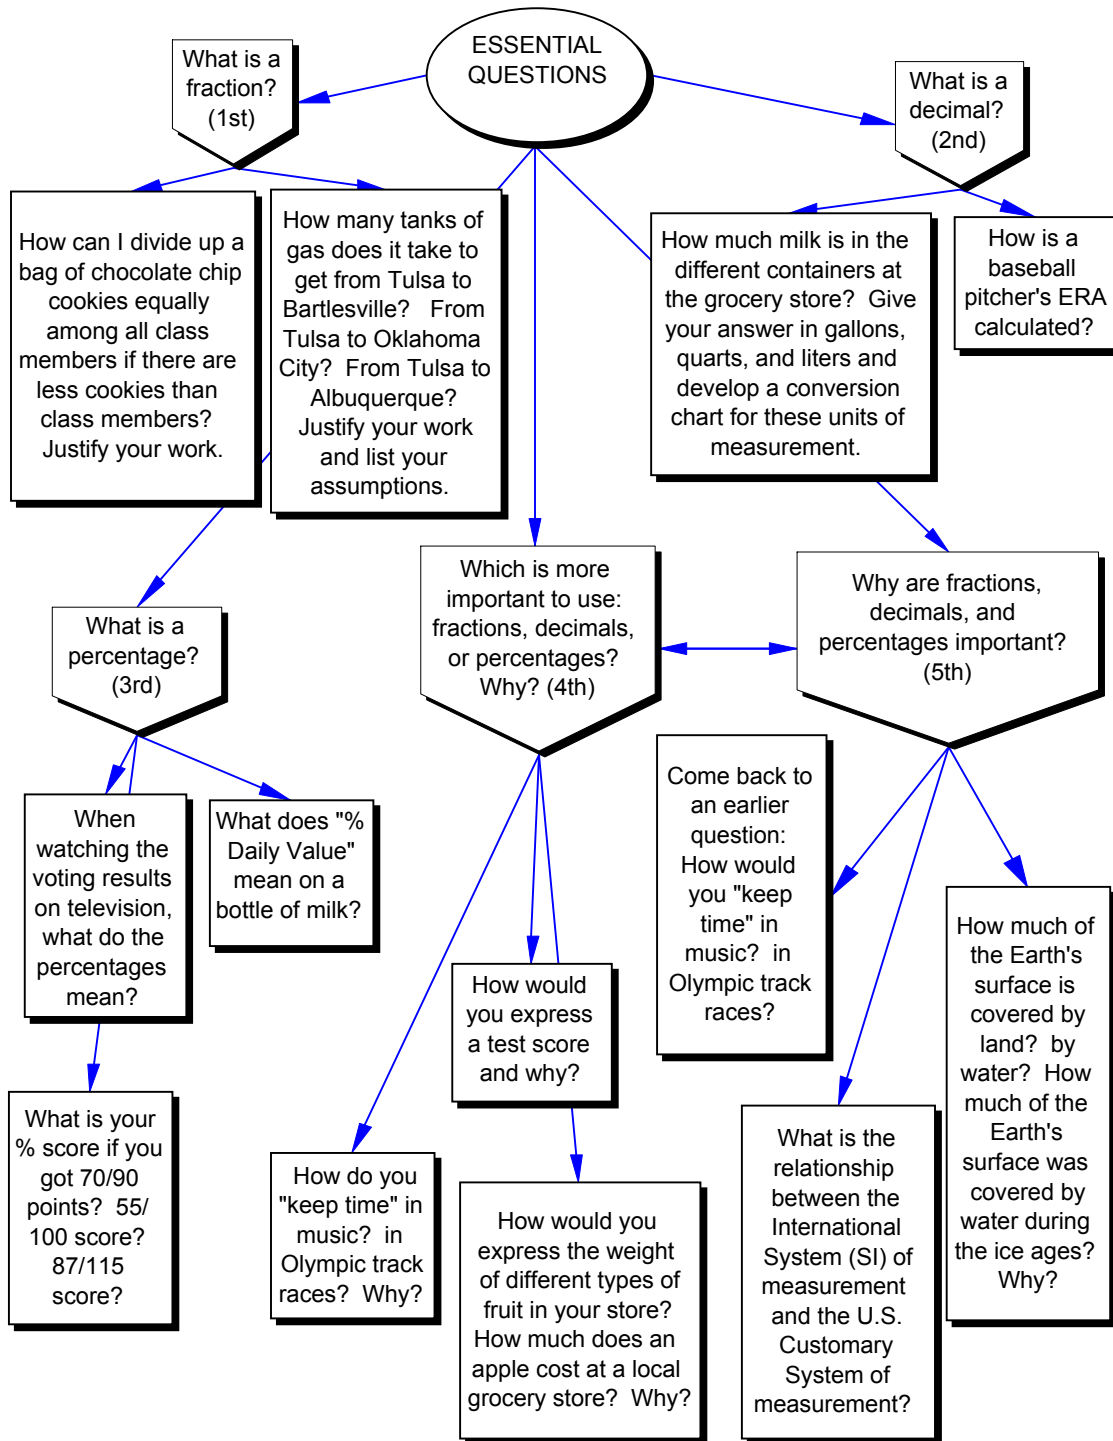 ESSENTIAL
QUESTIONS
What is a
fraction?
(1st)
What is a
decimal?
(2nd)
How can I divide up a
bag of chocolate chip
cookies equally
among all class
members if there are
less cookies than
class members?
Justify your work.
How many tanks of
gas does it take to
get from Tulsa to
Bartlesville?  From
Tulsa to Oklahoma
City?  From Tulsa to
Albuquerque?
Justify your work
and list your
assumptions.
How much milk is in the
different containers at
the grocery store?  Give
your answer in gallons,
quarts, and liters and
develop a conversion
chart for these units of
measurement.
How is a
baseball
pitcher's ERA
calculated?
What is a
percentage?
(3rd)
Which is more
important to use:
fractions, decimals,
or percentages?
Why? (4th)
Why are fractions,
decimals, and
percentages important?
(5th)
When
watching the
voting results
on television,
what do the
percentages
mean?
What does "%
Daily Value"
mean on a
bottle of milk?
What is your
% score if you
got 70/90
points?  55/
100 score?
87/115
score?
How do you
"keep time" in
music?  in
Olympic track
races?  Why?
How would
you express
a test score
and why?
How would you
express the weight
of different types of
fruit in your store?
How much does an
apple cost at a local
grocery store?  Why?
Come back to
an earlier
question:
How would
you "keep
time" in
music?  in
Olympic track
races?
What is the
relationship
between the
International
System (SI) of
measurement
and the U.S.
Customary
System of
measurement?
How much of
the Earth's
surface is
covered by
land?  by
water?  How
much of the
Earth's
surface was
covered by
water during
the ice ages?
Why?